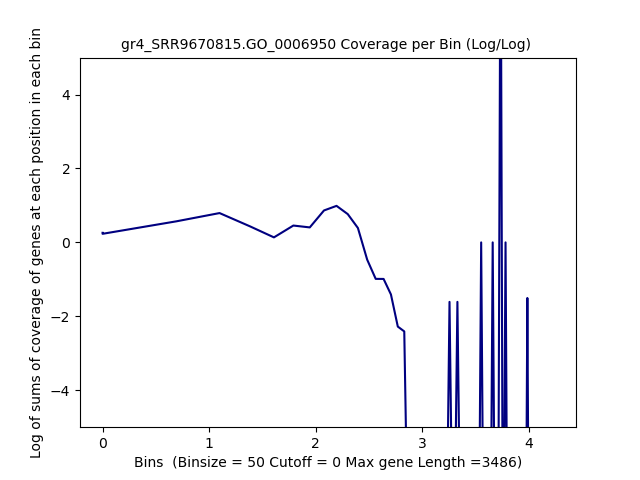 gr4_SRR9670815.GO_0006950 Coverage per Bin (Log/Log)
Log of sums of coverage of genes at each position in each bin
4
2
0
−2
−4
0 1 2 3 4
Bins  (Binsize = 50 Cutoff = 0 Max gene Length =3486)